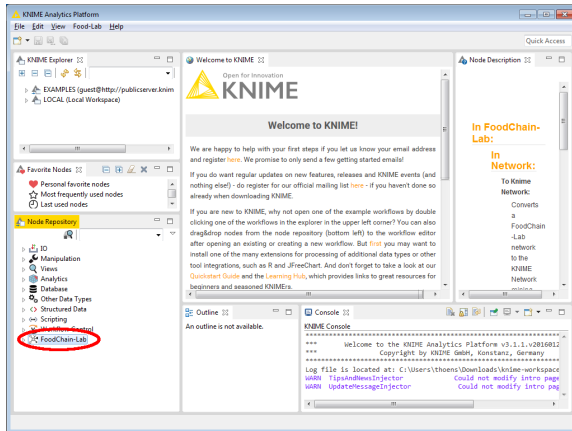 KNIME Analytics Platform
File Edit View Food-Lab Help
Quick Access
KNIME Explorer
EXAMPLES (guest@http://publicserver.knim
LOCAL (Local Workspace)
Favorite Nodes
Personal favorite nodes
Most frequently used nodes
Last used nodes
Node Repository
IO
Manipulation
Views
Analytics
Database
Other Data Types
Structured Data
Scripting
Workflow Control
FoodChain-Lab
Welcome to KNIME
Open for Innovation
KNIME
Welcome to KNIME!
We are happy to help with your first steps if you let us know your email address
and register here. We promise to only send a few getting started emails!
If you do want regular updates on new features, releases and KNIME events (and
nothing else!) - do register for our official mailing list here - if you haven't done so
already when downloading KNIME.
If you are new to KNIME, why not open one of the example workflows by double
clicking one of the workflows in the explorer in the upper left corner? You can also
drag&drop nodes from the node repository (bottom left) to the workflow editor
after opening an existing or creating a new workflow. But first you may want to
install one of the many extensions for processing of additional data types or other
tool integrations, such as R and JFreeChart. And don't forget to take a look at our
Quickstart Guide and the Learning Hub, which provides links to great resources for
beginners and seasoned KNIMErs.
Node Description
In FoodChain-
Lab:
In
Network:
To Knime
Network:
Converts
a
FoodChain
-Lab
network
to the
KNIME
Network
mining
Outline
An outline is not available.
Console
KNIME Console
***********************************************************
*** Welcome to the KNIME Analytics Platform v3.1.1.v2016012
*** Copyright by KNIME GmbH, Konstanz, Germany
***********************************************************
Log file is located at: C:\Users\thoens\Downloads\knime-workspace
WARN TipsAndNewsInjector Could not modify intro page
WARN UpdateMessageInjector Could not modify intro page